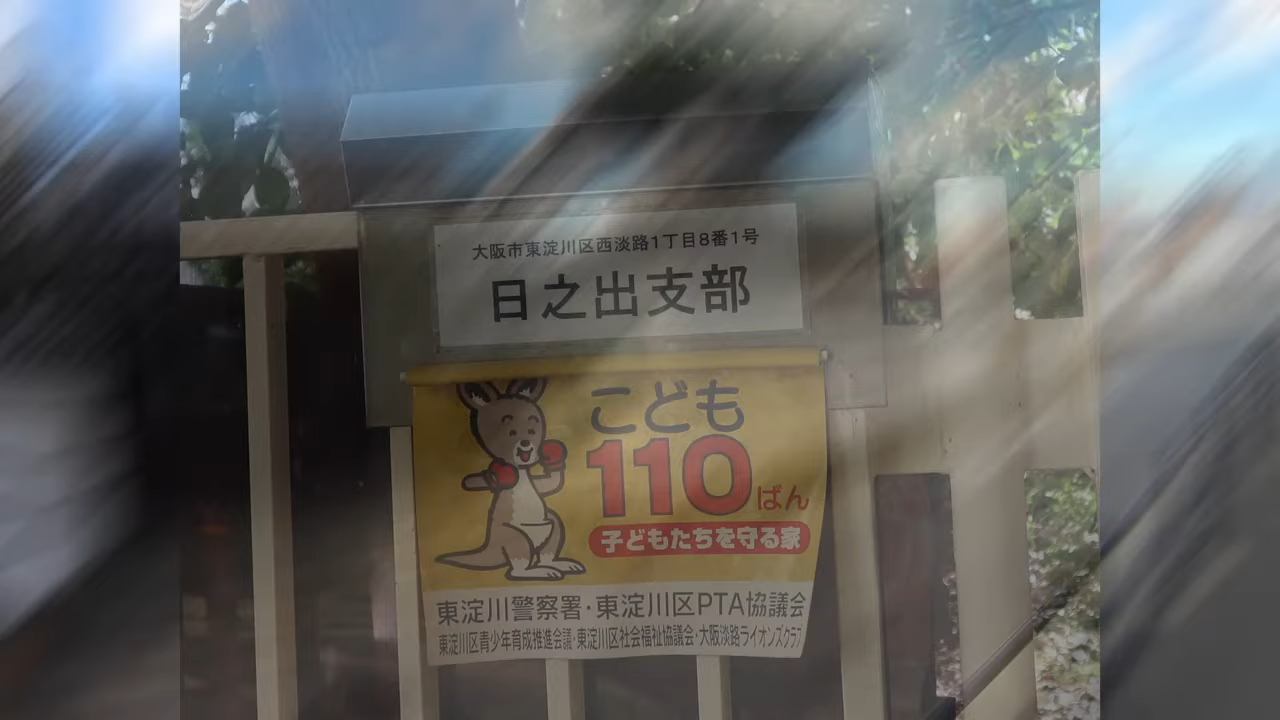 大阪市東淀川区西淡路1丁目8番1号
日之出支部
こども
110ばん
子どもたちを守る家
東淀川警察署・東淀川区PTA協議会
東淀川区青少年育成推進会議・東淀川区社会福祉協議会・大阪淡路ライオンズクラブ